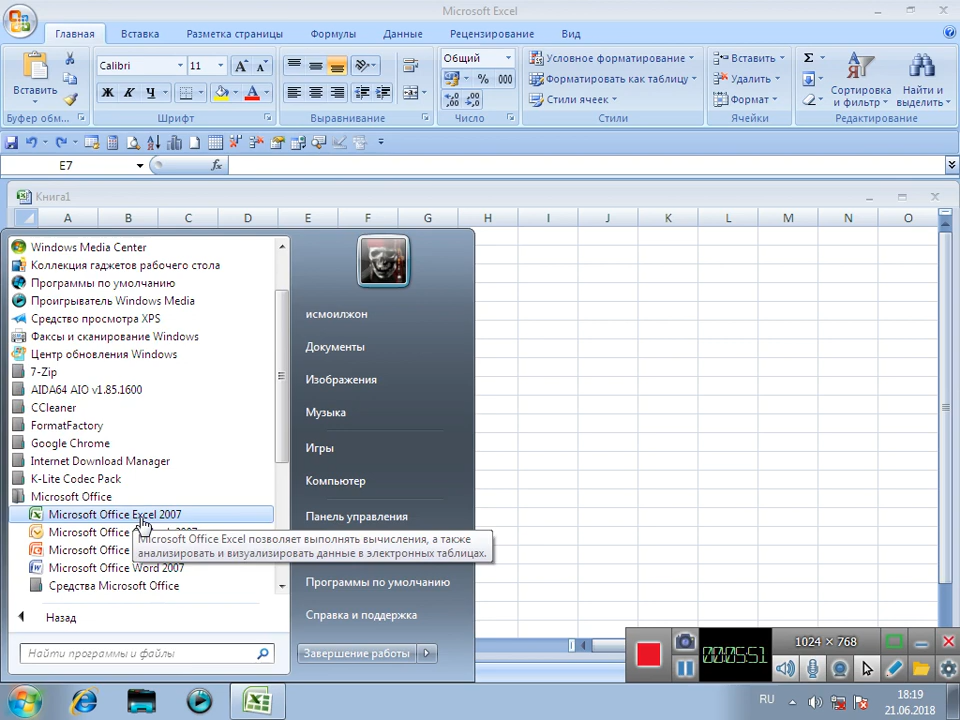 Microsoft Excel
Главная Вставка Разметка страницы Формулы Данные Рецензирование Вид
Вставить
Буфер обм...
Calibri 11
Ж К Ч
Шрифт
Выравнивание
Общий
% 000
Число
Условное форматирование
Форматировать как таблицу
Стили ячеек
Стили
Вставить
Удалить
Формат
Ячейки
Σ
Сортировка и фильтр
Найти и выделить
Редактирование
E7 fx
Книга1
A B C D E F G H I J K L M N O
Windows Media Center
Коллекция гаджетов рабочего стола
Программы по умолчанию
Проигрыватель Windows Media
Средство просмотра XPS
Факсы и сканирование Windows
Центр обновления Windows
7-Zip
AIDA64 AIO v1.85.1600
CCleaner
FormatFactory
Google Chrome
Internet Download Manager
K-Lite Codec Pack
Microsoft Office
Microsoft Office Excel 2007
Microsoft Office
Microsoft Office
Microsoft Office Word 2007
Средства Microsoft Office
Назад
Найти программы и файлы
исмоилжон
Документы
Изображения
Музыка
Игры
Компьютер
Панель управления
Microsoft Office Excel позволяет выполнять вычисления, а также
анализировать и визуализировать данные в электронных таблицах.
Программы по умолчанию
Справка и поддержка
Завершение работы
1024 × 768
00:05:51
RU
18:19
21.06.2018